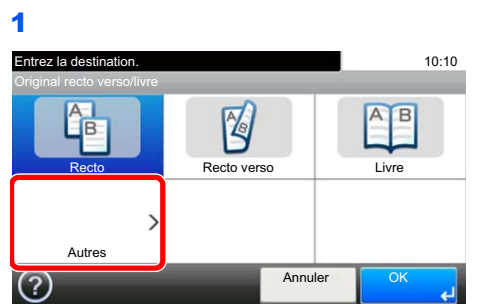 1
Entrez la destination. 10:10
Original recto verso/livre
A B A B A B
Recto Recto verso Livre
Autres
? Annuler OK